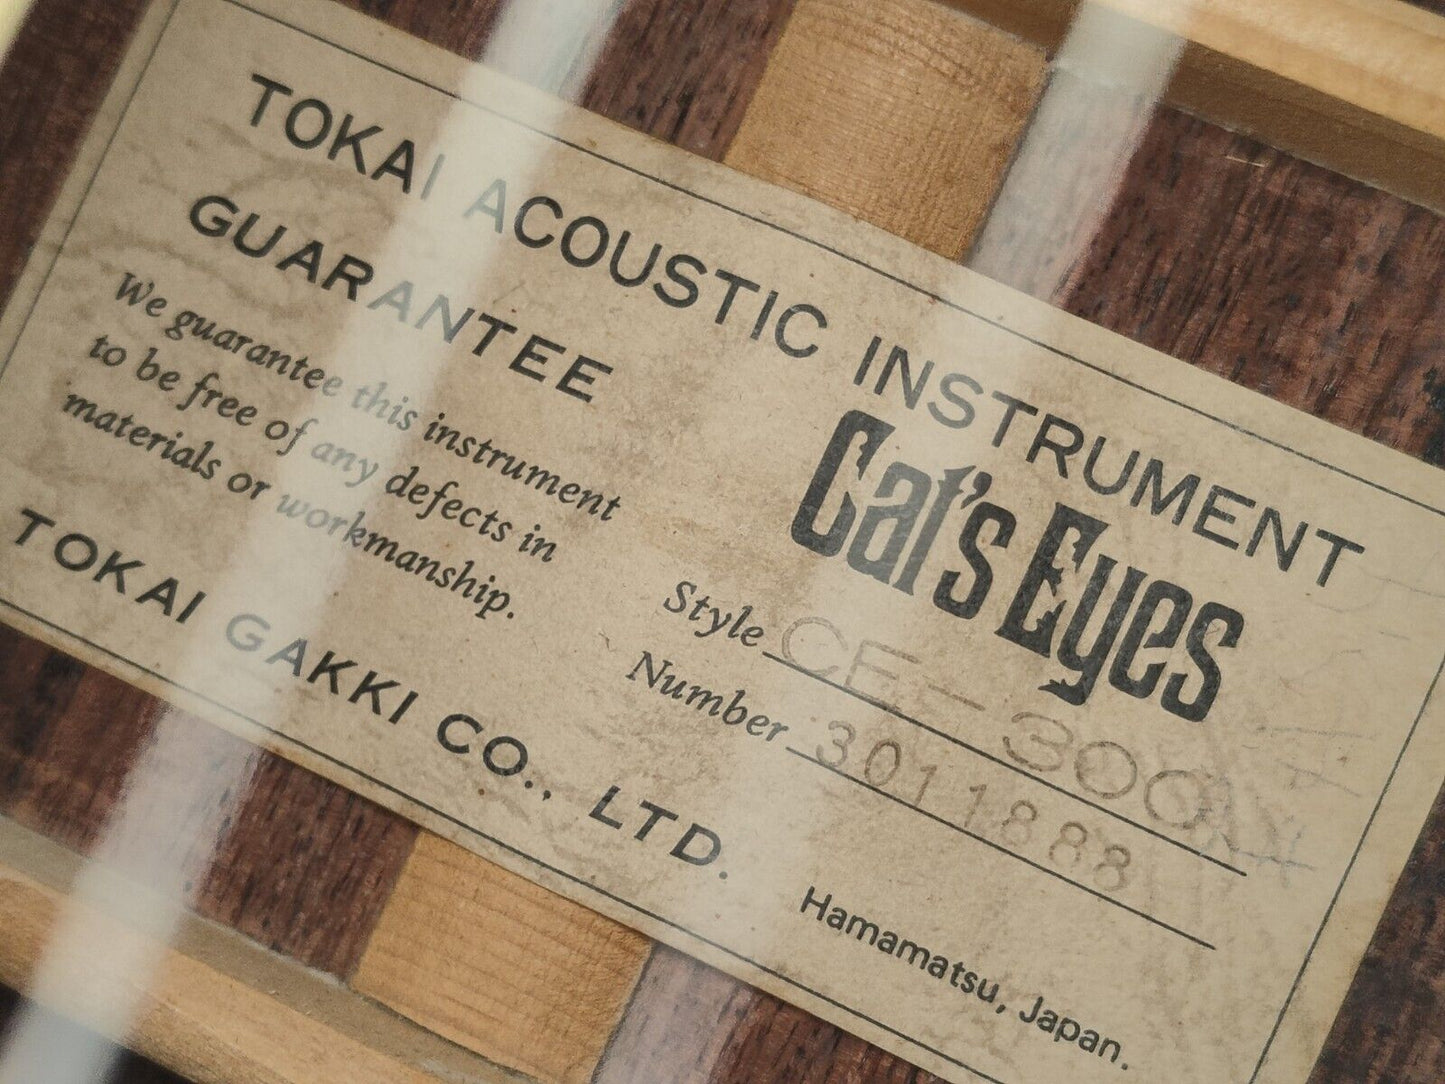 TOKAI ACOUSTIC INSTRUMENT
GUARANTEE
We guarantee this instrument
to be free of any defects in
materials or workmanship.
TOKAI GAKKI CO., LTD.
Cat's Eyes
Style CE-300
Number 3011888
Hamamatsu, Japan.